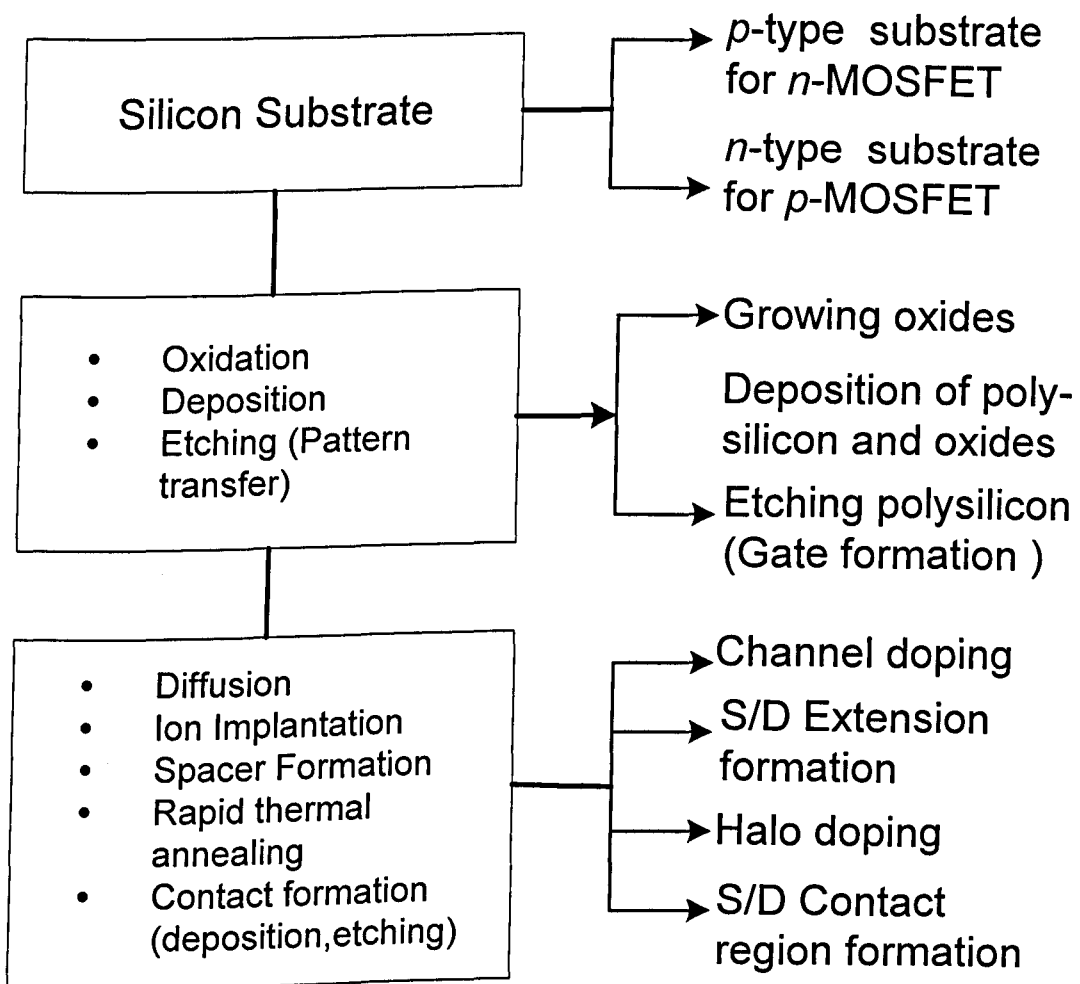 Silicon Substrate
p-type substrate
for n-MOSFET
n-type substrate
for p-MOSFET
• Oxidation
• Deposition
• Etching (Pattern
transfer)
Growing oxides
Deposition of poly-
silicon and oxides
Etching polysilicon
(Gate formation )
• Diffusion
• Ion Implantation
• Spacer Formation
• Rapid thermal
annealing
• Contact formation
(deposition,etching)
Channel doping
S/D Extension
formation
Halo doping
S/D Contact
region formation